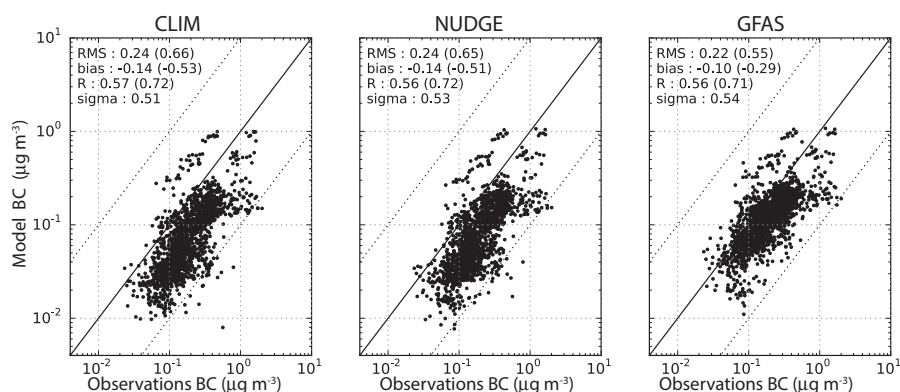 CLIM
NUDGE
GFAS
Model BC (μg m⁻³)
10¹
10⁰
10⁻¹
10⁻²
RMS : 0.24 (0.66)
bias : -0.14 (-0.53)
R : 0.57 (0.72)
sigma : 0.51
RMS : 0.24 (0.65)
bias : -0.14 (-0.51)
R : 0.56 (0.72)
sigma : 0.53
RMS : 0.22 (0.55)
bias : -0.10 (-0.29)
R : 0.56 (0.71)
sigma : 0.54
10⁻² 10⁻¹ 10⁰ 10¹
10⁻² 10⁻¹ 10⁰ 10¹
10⁻² 10⁻¹ 10⁰ 10¹
Observations BC (μg m⁻³)
Observations BC (μg m⁻³)
Observations BC (μg m⁻³)